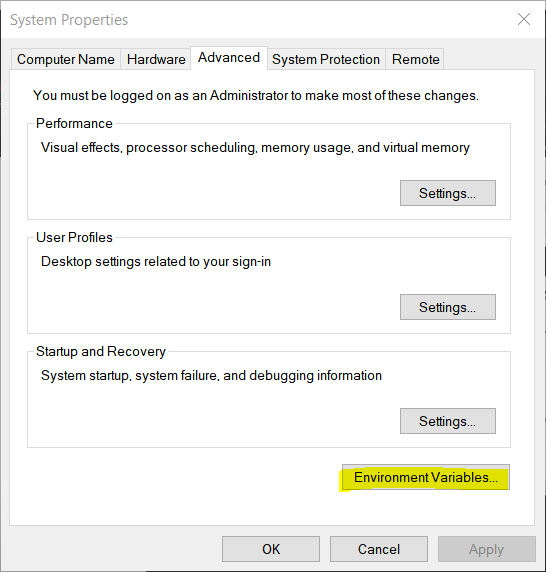 System Properties
Computer Name Hardware Advanced System Protection Remote
You must be logged on as an Administrator to make most of these changes.
Performance
Visual effects, processor scheduling, memory usage, and virtual memory
Settings...
User Profiles
Desktop settings related to your sign-in
Settings...
Startup and Recovery
System startup, system failure, and debugging information
Settings...
Environment Variables...
OK Cancel Apply